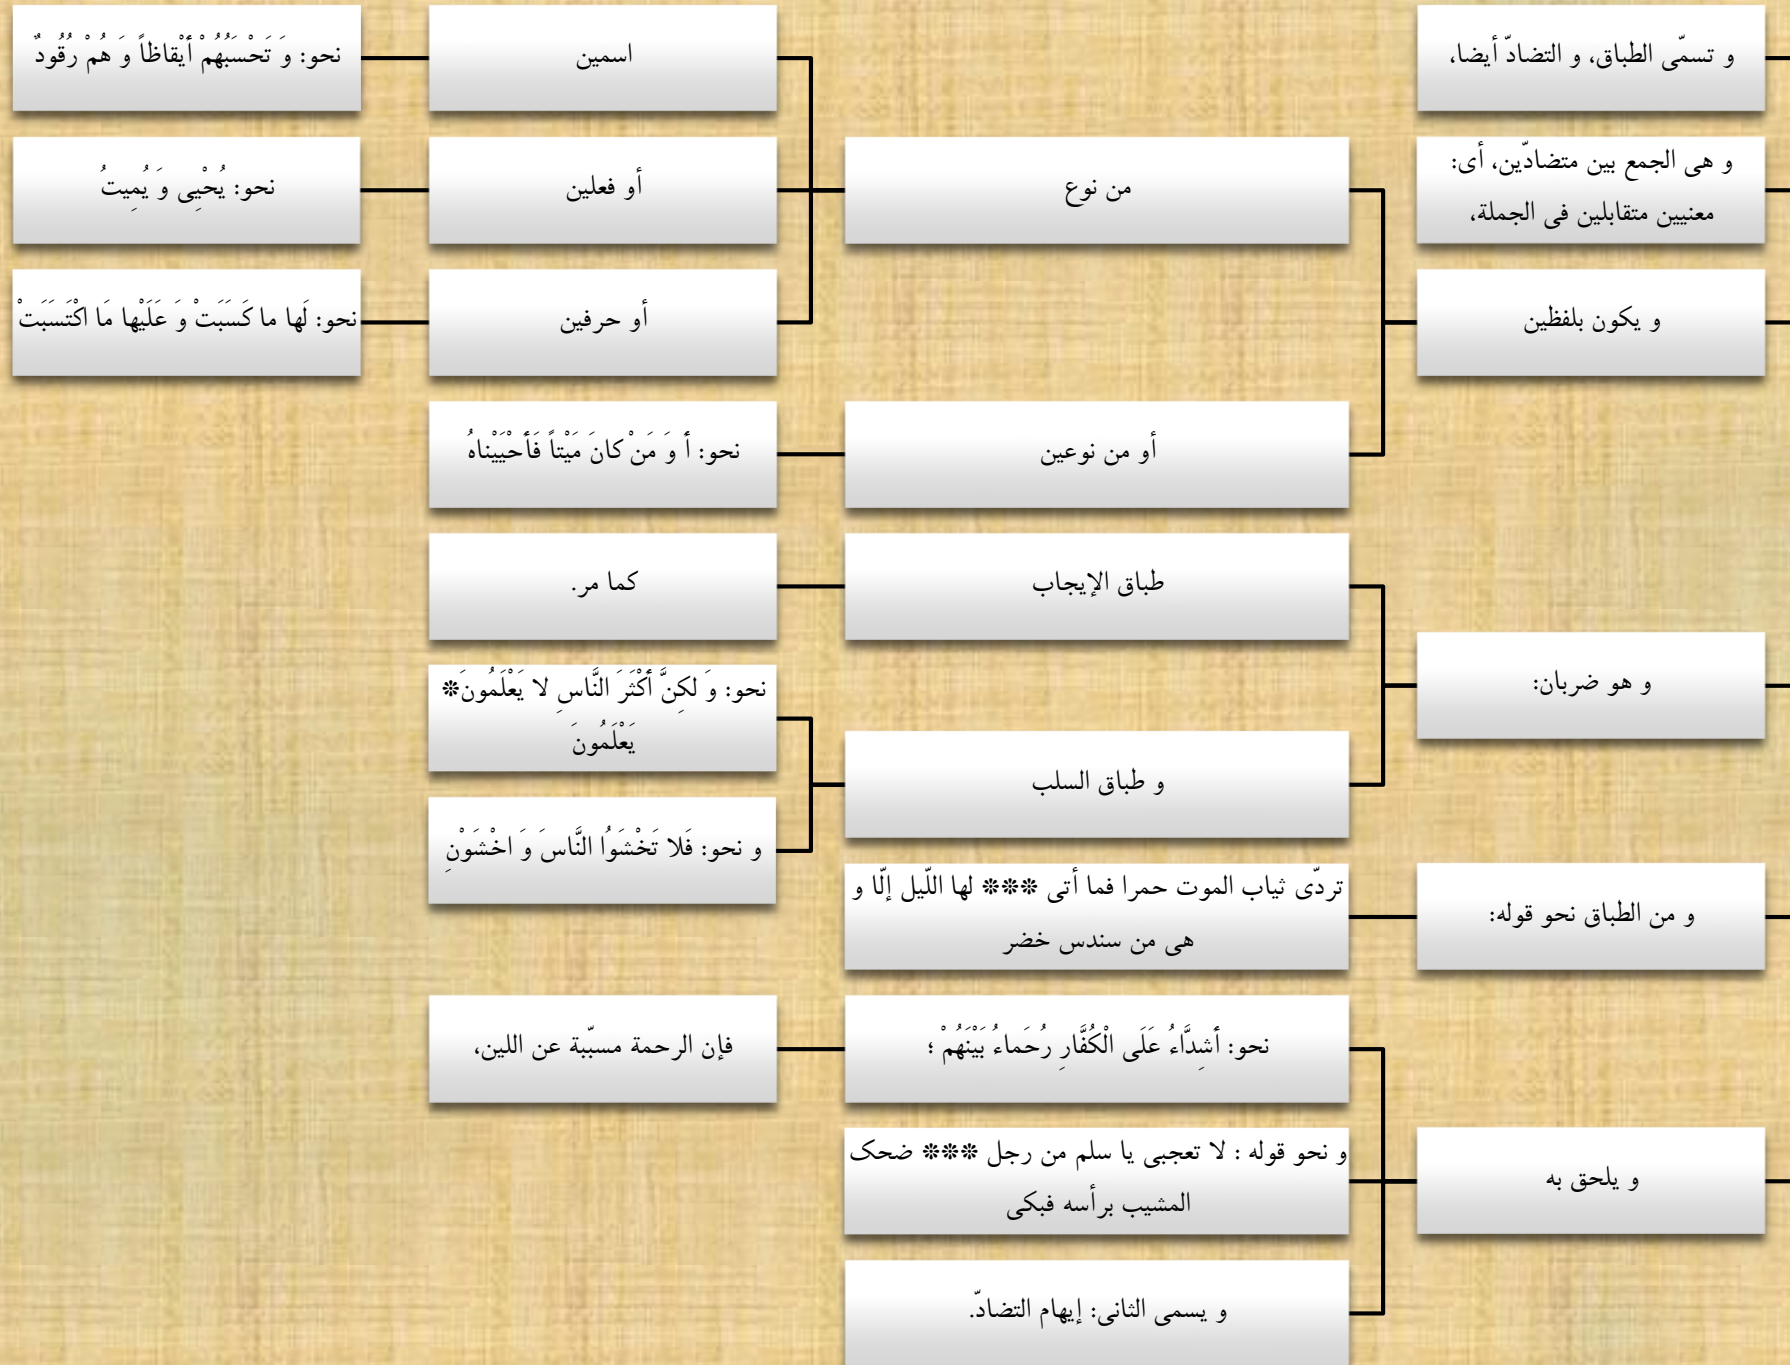 و تسمّى الطباق، و التضادّ أيضا،
و هى الجمع بين متضادّين، أى:
معنيين متقابلين فى الجملة،
و يكون بلفظين
من نوع
اسمين
نحو: وَ تَحْسَبُهُمْ أَيْقاظاً وَ هُمْ رُقُودٌ
أو فعلين
نحو: يُحْيِى وَ يُمِيتُ
أو حرفين
نحو: لَها ما كَسَبَتْ وَ عَلَيْها مَا اكْتَسَبَتْ
أو من نوعين
نحو: أَ وَ مَنْ كانَ مَيْتاً فَأَحْيَيْناهُ
و هو ضربان:
طباق الإيجاب
كما مر.
و طباق السلب
نحو: وَ لكِنَّ أَكْثَرَ النَّاسِ لا يَعْلَمُونَ*
يَعْلَمُونَ
و نحو: فَلا تَخْشَوُا النَّاسَ وَ اخْشَوْنِ
و من الطباق نحو قوله:
تردّى ثياب الموت حمرا فما أتى *** لها اللّيل إلّا و
هى من سندس خضر
و يلحق به
نحو: أَشِدَّاءُ عَلَى الْكُفَّارِ رُحَماءُ بَيْنَهُمْ ؛
فإن الرحمة مسبّبة عن اللين،
و نحو قوله : لا تعجبى يا سلم من رجل *** ضحک
المشيب برأسه فبكى
و يسمى الثانى: إيهام التضادّ.